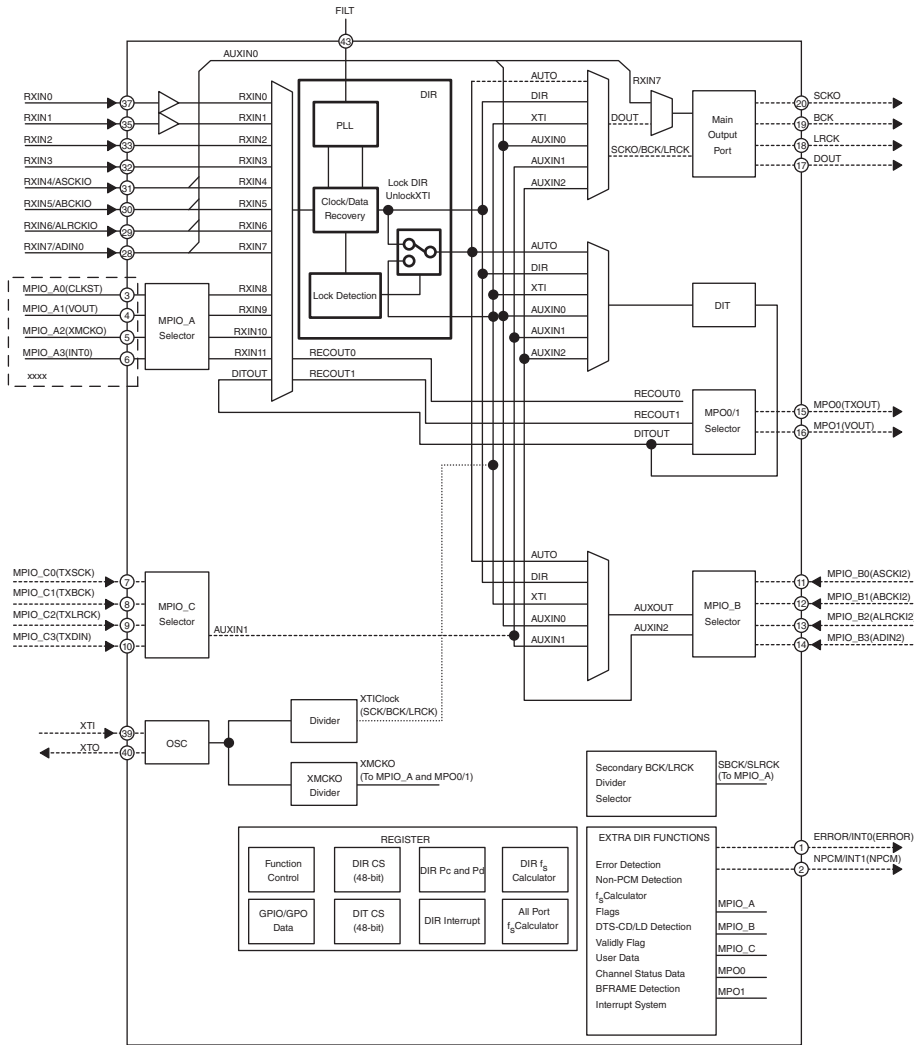 FILT
43
AUXIN0
RXIN0
37
RXIN0
RXIN1
35
RXIN1
RXIN2
33
RXIN2
RXIN3
32
RXIN3
RXIN4/ASCKIO
31
RXIN4
RXIN5/ABCKIO
30
RXIN5
RXIN6/ALRCKIO
29
RXIN6
RXIN7/ADIN0
28
RXIN7
DIR
PLL
Clock/Data
Recovery
Lock DIR
UnlockXTI
Lock Detection
MPIO_A0(CLKST)
3
MPIO_A1(VOUT)
4
MPIO_A2(XMCKO)
5
MPIO_A3(INT0)
6
xxxx
MPIO_A
Selector
RXIN8
RXIN9
RXIN10
RXIN11
DITOUT
RECOUT0
RECOUT1
AUTO
DIR
XTI
AUXIN0
AUXIN1
AUXIN2
RXIN7
DOUT
SCKO/BCK/LRCK
Main
Output
Port
20
SCKO
19
BCK
18
LRCK
17
DOUT
AUTO
DIR
XTI
AUXIN0
AUXIN1
AUXIN2
DIT
RECOUT0
RECOUT1
DITOUT
MPO0/1
Selector
15
MPO0(TXOUT)
16
MPO1(VOUT)
MPIO_C0(TXSCK)
7
MPIO_C1(TXBCK)
8
MPIO_C2(TXLRCK)
9
MPIO_C3(TXDIN)
10
MPIO_C
Selector
AUXIN1
AUTO
DIR
XTI
AUXIN0
AUXIN1
AUXOUT
AUXIN2
MPIO_B
Selector
11
MPIO_B0(ASCKI2)
12
MPIO_B1(ABCKI2)
13
MPIO_B2(ALRCKI2)
14
MPIO_B3(ADIN2)
XTI
39
XTO
40
OSC
Divider
XTIClock
(SCK/BCK/LRCK)
XMCKO
Divider
XMCKO
(To MPIO_A and MPO0/1)
Secondary BCK/LRCK
Divider
Selector
SBCK/SLRCK
(To MPIO_A)
REGISTER
Function
Control
DIR CS
(48-bit)
DIR Pc and Pd
DIR fs
Calculator
GPIO/GPO
Data
DIT CS
(48-bit)
DIR Interrupt
All Port
fsCalculator
EXTRA DIR FUNCTIONS
Error Detection
Non-PCM Detection
fsCalculator
Flags
DTS-CD/LD Detection
Validly Flag
User Data
Channel Status Data
BFRAME Detection
Interrupt System
1
ERROR/INT0(ERROR)
2
NPCM/INT1(NPCM)
MPIO_A
MPIO_B
MPIO_C
MPO0
MPO1